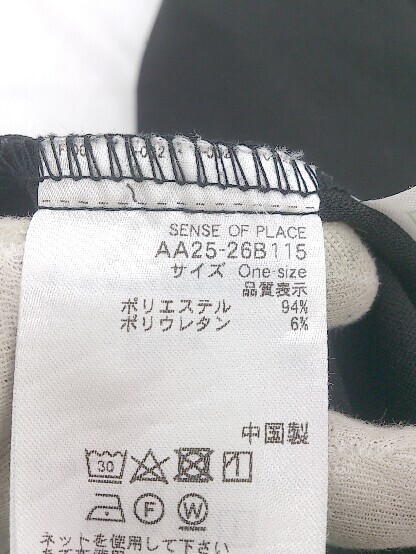 SENSE OF PLACE
AA25-26B115
サイズ One-size
品質表示
ポリエステル 94%
ポリウレタン 6%
中国製
30
F W
ネットを使用して下さい